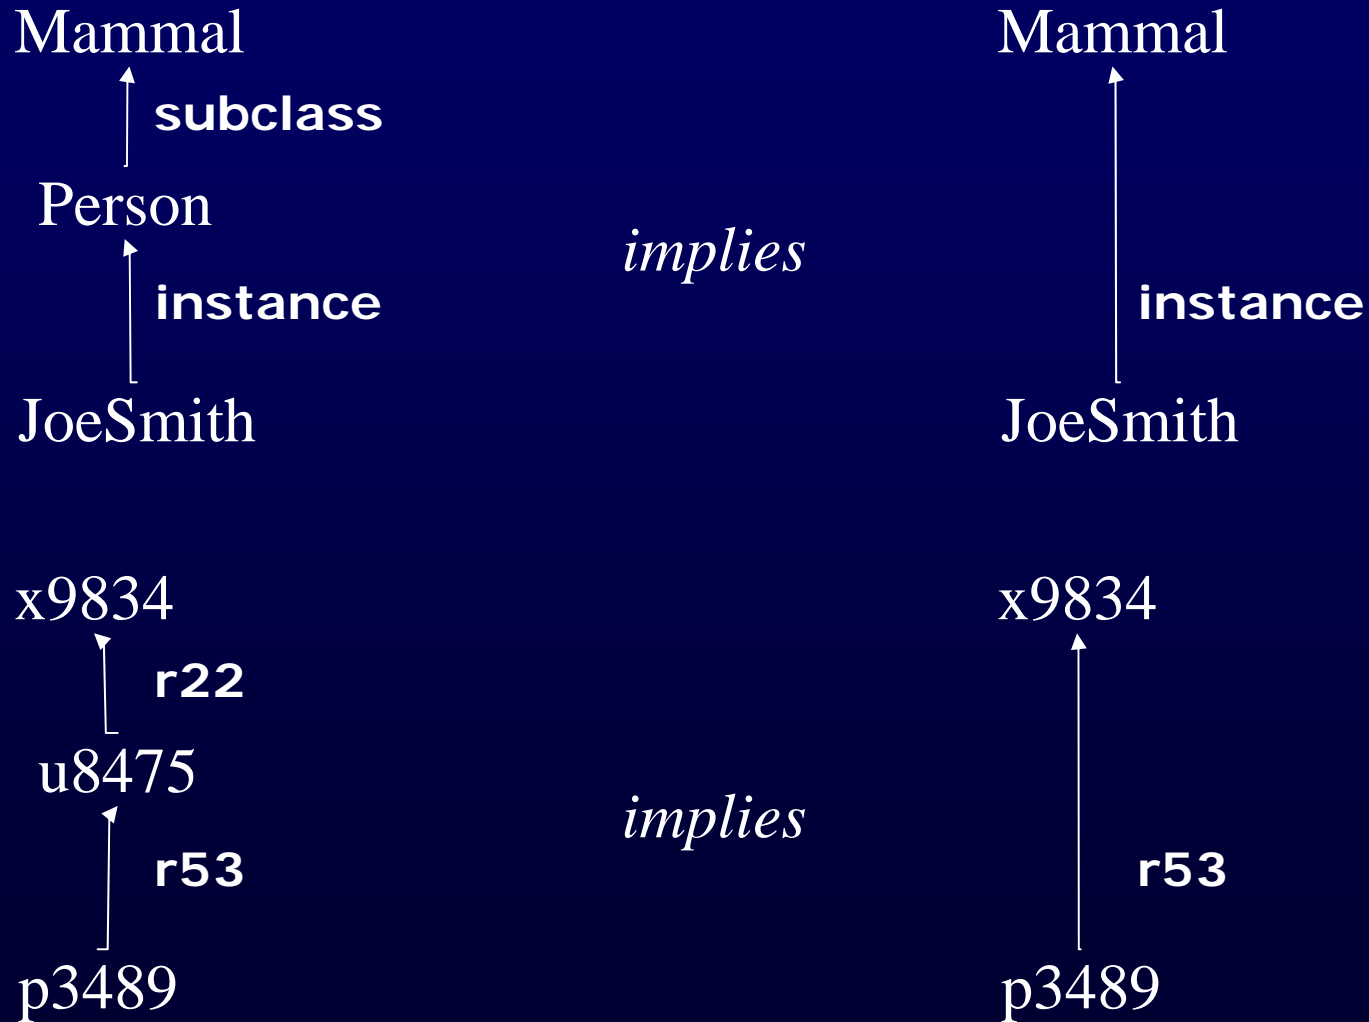 Mammal
subclass
Person
instance
JoeSmith
implies
Mammal
instance
JoeSmith
x9834
r22
u8475
r53
p3489
implies
x9834
r53
p3489